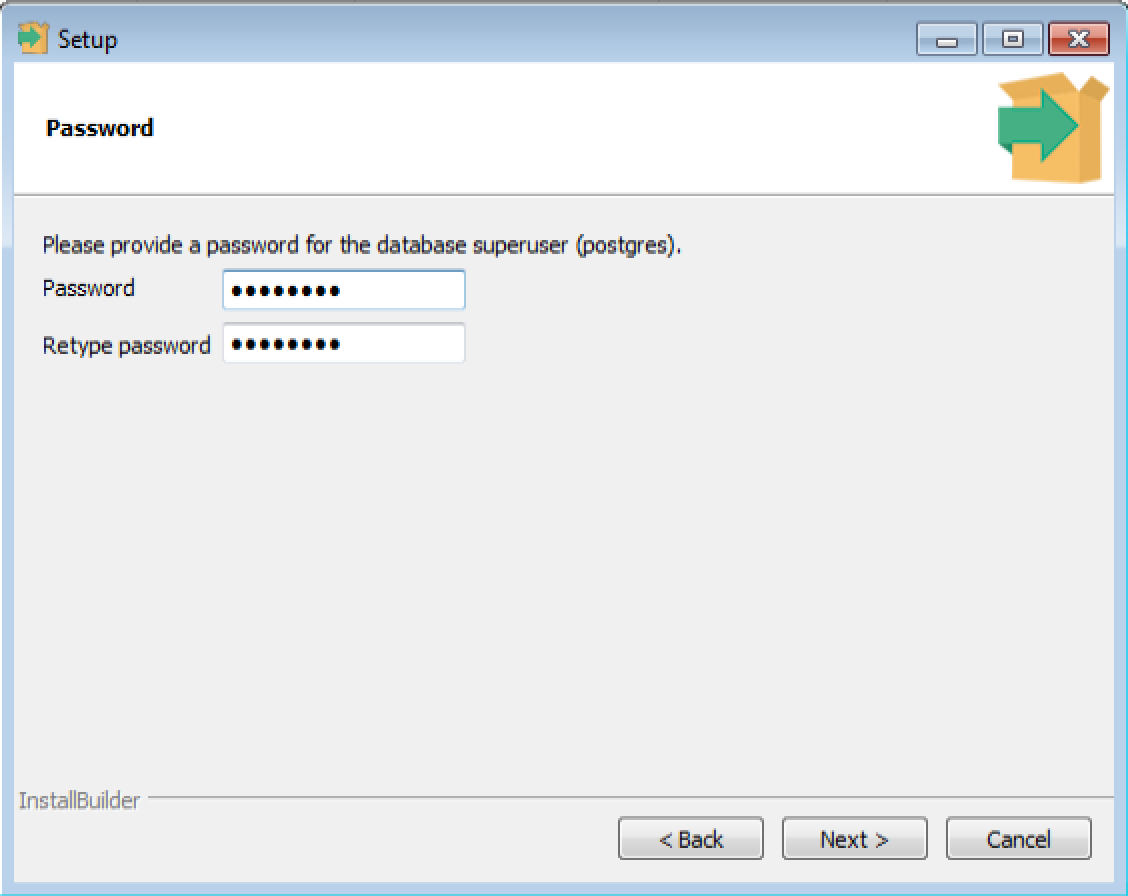 Setup
Password
Please provide a password for the database superuser (postgres).
Password ●●●●●●●●
Retype password ●●●●●●●●
InstallBuilder
< Back Next > Cancel